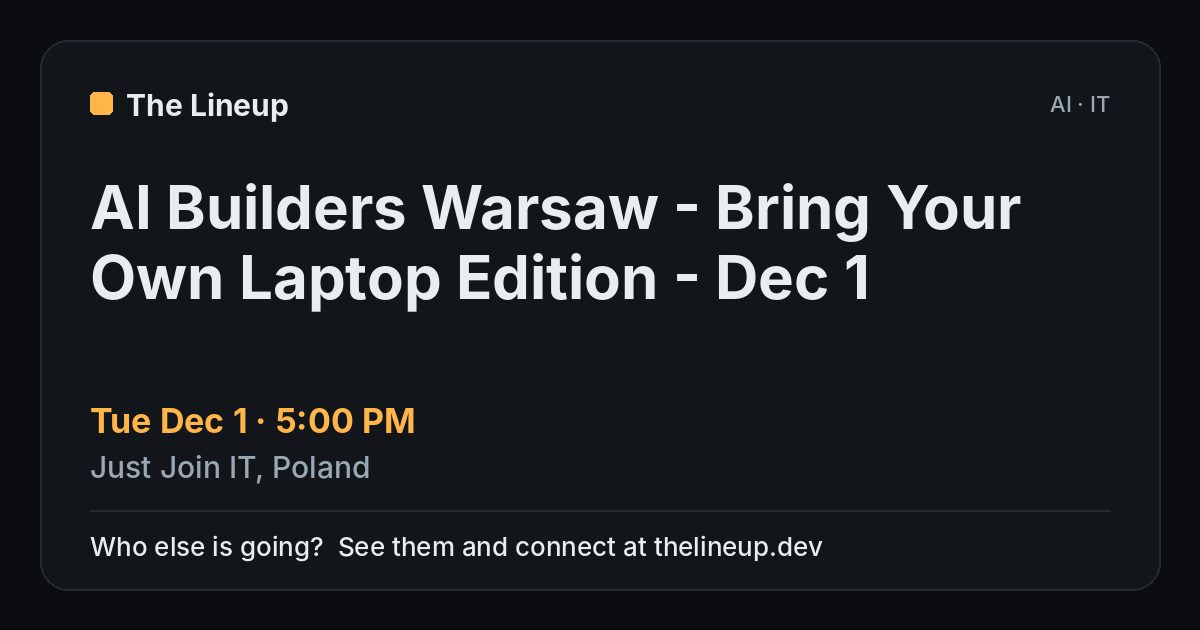 The Lineup
AI · IT
AI Builders Warsaw - Bring Your
Own Laptop Edition - Dec 1
Tue Dec 1 · 5:00 PM
Just Join IT, Poland
Who else is going?  See them and connect at thelineup.dev